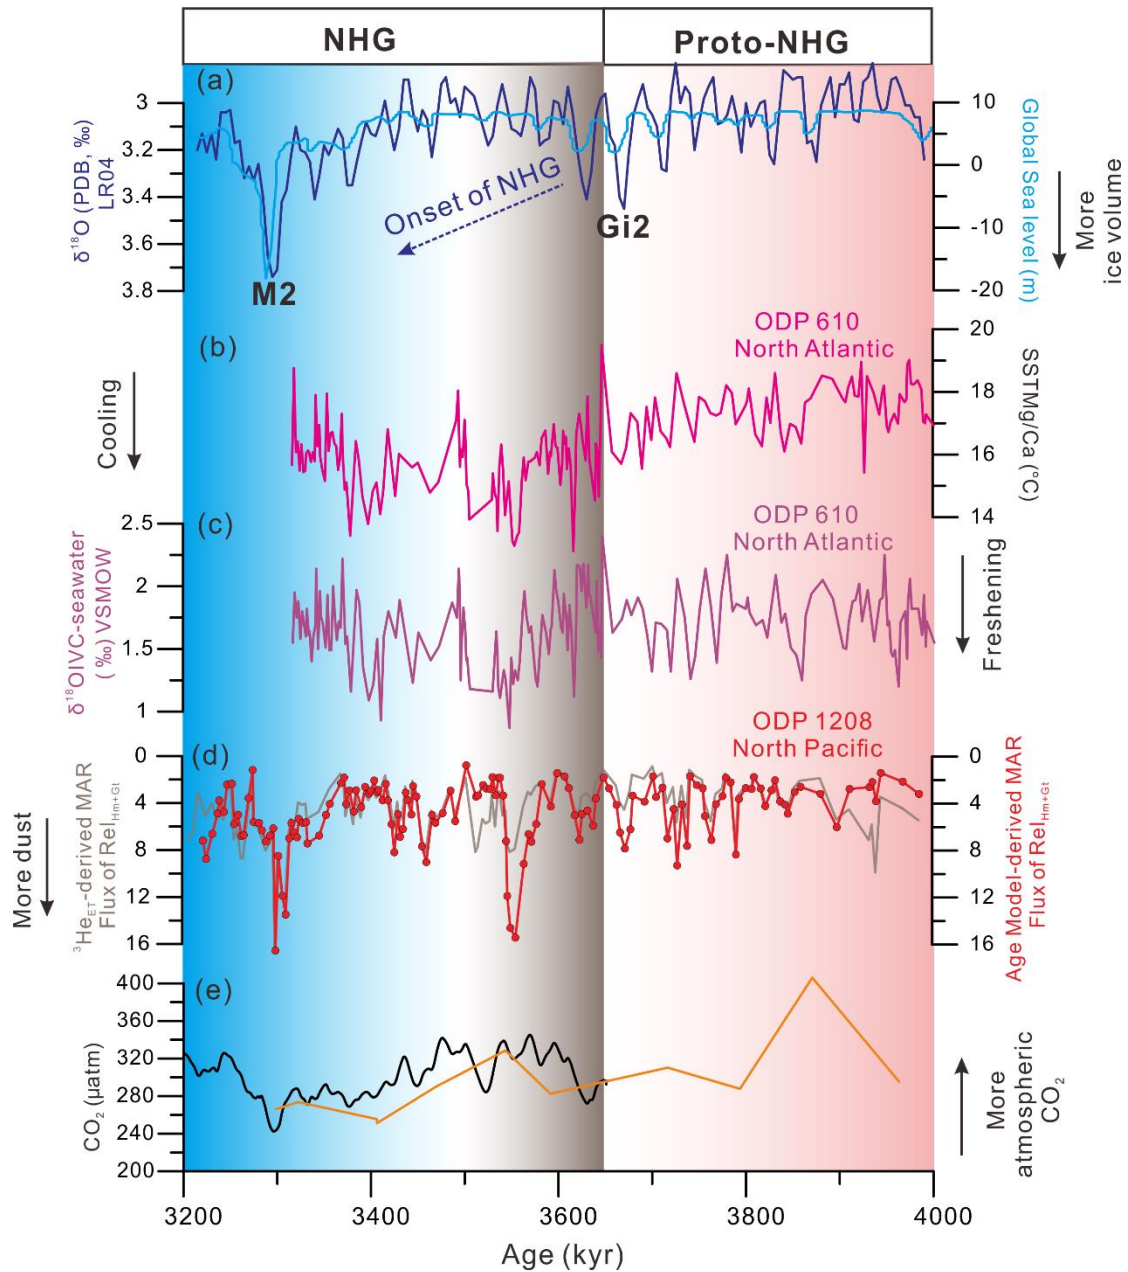 NHG
Proto-NHG
(a)
3
3.2
3.4
3.6
3.8
δ¹⁸O (PDB, ‰)
LR04
Onset of NHG
M2
Gi2
10
0
-10
-20
Global Sea level (m)
More
ice volume
(b)
Cooling
ODP 610
North Atlantic
20
18
16
14
SSTMg/Ca (°C)
(c)
2.5
2
1.5
1
δ¹⁸OIVC-seawater
(‰) VSMOW
ODP 610
North Atlantic
Freshening
(d)
0
4
8
12
16
More dust
³HeET-derived MAR
Flux of RelHm+Gt
ODP 1208
North Pacific
0
4
8
12
16
Age Model-derived MAR
Flux of RelHm+Gt
(e)
400
360
320
280
240
200
CO₂ (μatm)
More
atmospheric
CO₂
3200
3400
3600
3800
4000
Age (kyr)